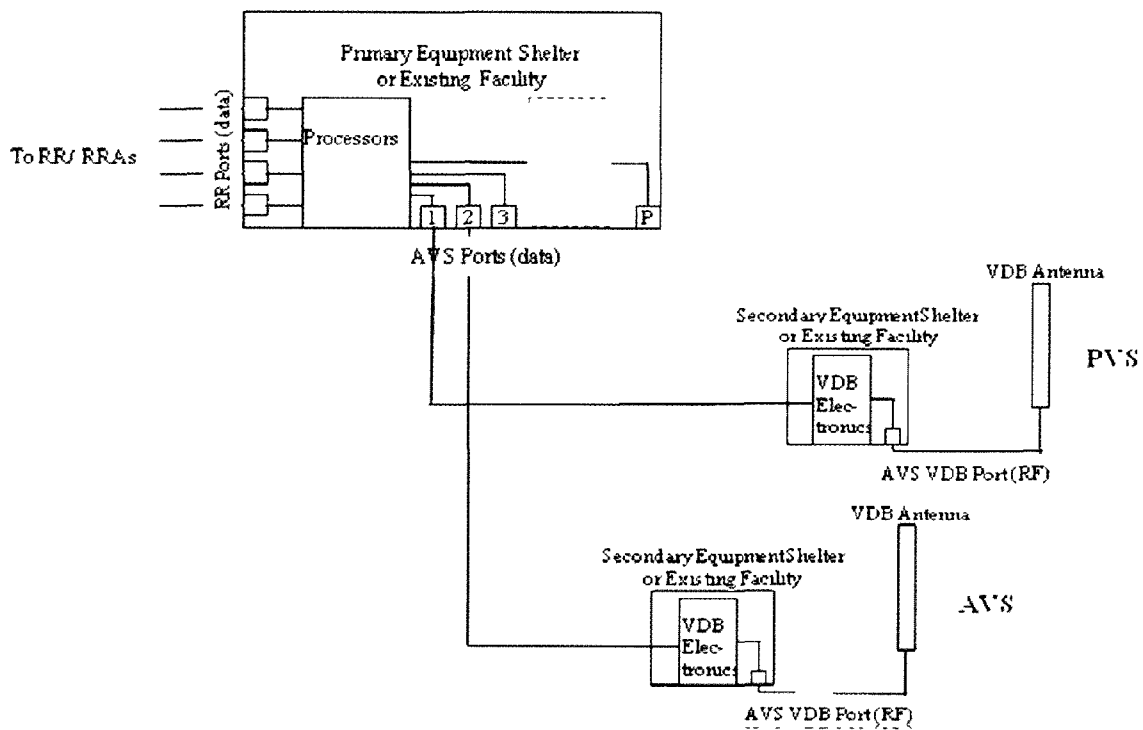 Primary Equipment Shelter
or Existing Facility
RR Ports (data)
Processors
To RR/ RRAs
1 2 3 P
AVS Ports (data)
VDB Antenna
Secondary Equipment Shelter
or Existing Facility
PVS
VDB
Elec-
tronics
AVS VDB Port (RF)
VDB Antenna
Secondary Equipment Shelter
or Existing Facility
AVS
VDB
Elec-
tronics
AVS VDB Port (RF)